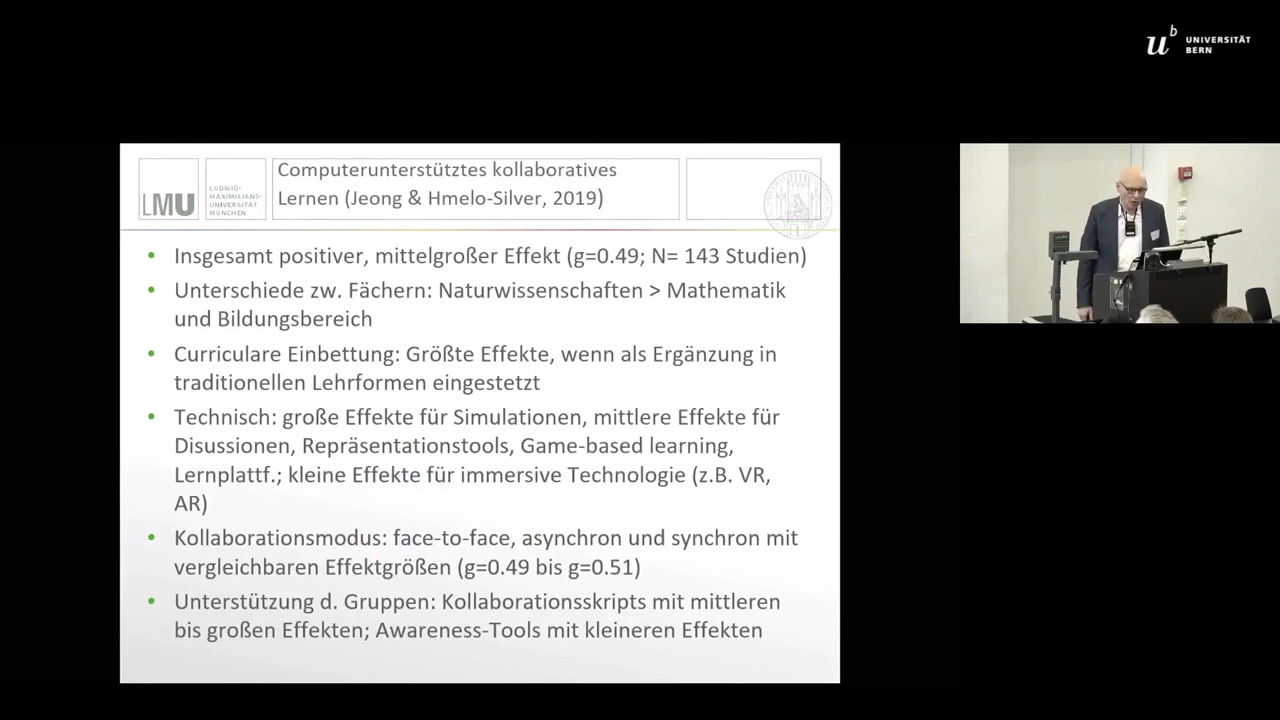 u^b UNIVERSITÄT
BERN
LMU
LUDWIG-
MAXIMILIANS-
UNIVERSITÄT
MÜNCHEN
Computerunterstütztes kollaboratives
Lernen (Jeong & Hmelo-Silver, 2019)
• Insgesamt positiver, mittelgroßer Effekt (g=0.49; N= 143 Studien)
• Unterschiede zw. Fächern: Naturwissenschaften > Mathematik
und Bildungsbereich
• Curriculare Einbettung: Größte Effekte, wenn als Ergänzung in
traditionellen Lehrformen eingestetzt
• Technisch: große Effekte für Simulationen, mittlere Effekte für
Disussionen, Repräsentationstools, Game-based learning,
Lernplattf.; kleine Effekte für immersive Technologie (z.B. VR,
AR)
• Kollaborationsmodus: face-to-face, asynchron und synchron mit
vergleichbaren Effektgrößen (g=0.49 bis g=0.51)
• Unterstützung d. Gruppen: Kollaborationsskripts mit mittleren
bis großen Effekten; Awareness-Tools mit kleineren Effekten